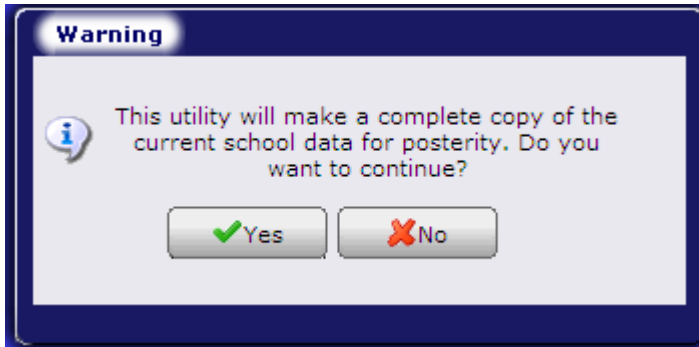 Warning
This utility will make a complete copy of the
current school data for posterity. Do you
want to continue?
Yes
No